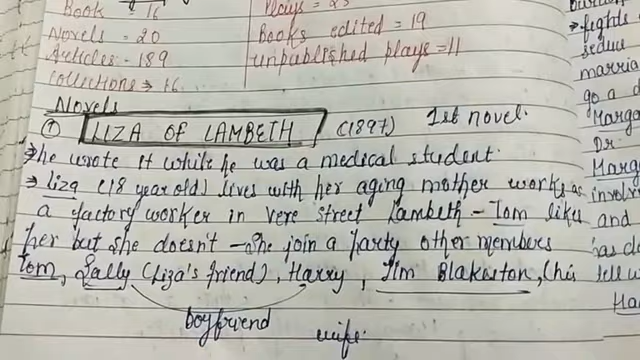 Book = 16
Plays = 25
Novels = 20
Books edited = 19
Articles - 189
unpublished plays = 11
Collections → 16
Novels
① LIZA OF LAMBETH (1897) 1st novel.
→ he wrote it while he was a medical student.
→ Liza (18 year old) lives with her aging mother works as
a factory worker in vere street Lambeth - Tom likes
her but she doesn't - She join a party other members
Tom, Sally (Liza's friend), Harry, Jim Blakeston, (his
boyfriend wife.
→ fights
seduce
marria
go a d
Marga
Dr.
Marg
involv
and
has do
tell w
Ha